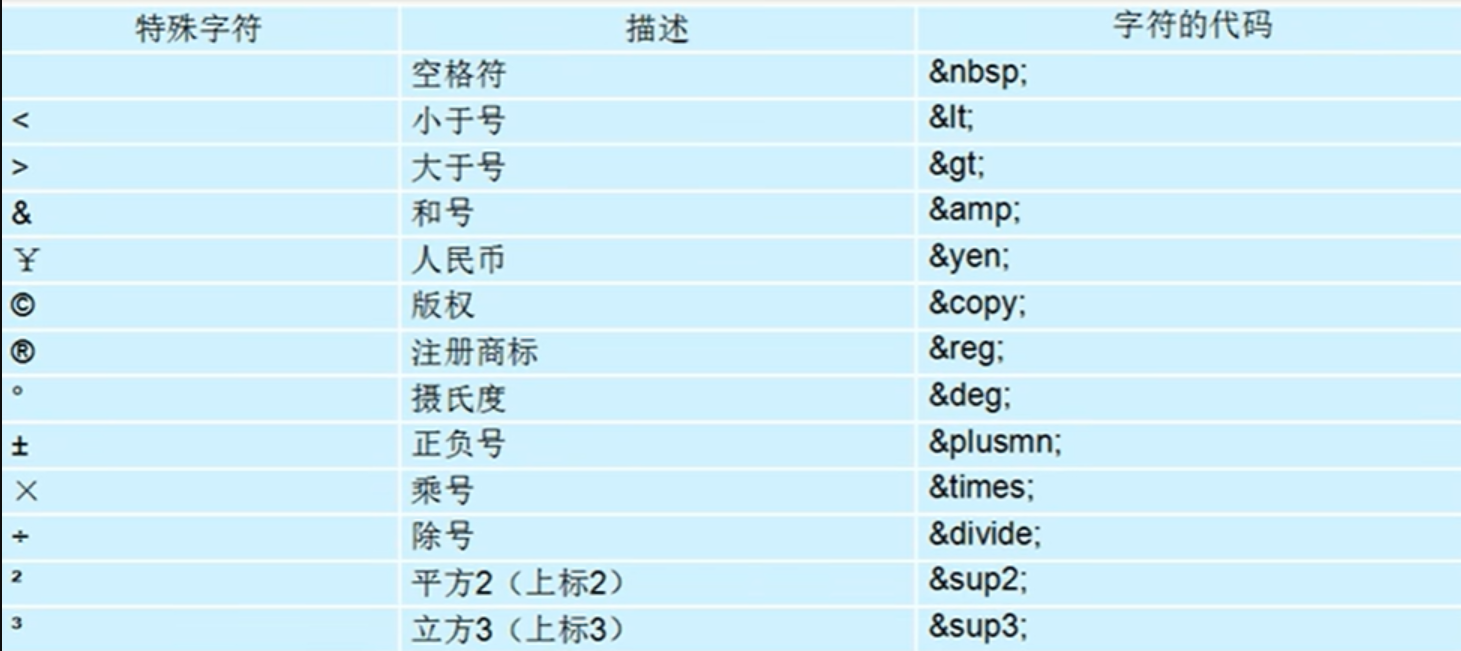 特殊字符 描述 字符的代码
空格符 &nbsp;
< 小于号 &lt;
> 大于号 &gt;
& 和号 &amp;
¥ 人民币 &yen;
© 版权 &copy;
® 注册商标 &reg;
° 摄氏度 &deg;
± 正负号 &plusmn;
× 乘号 &times;
÷ 除号 &divide;
² 平方2（上标2） &sup2;
³ 立方3（上标3） &sup3;